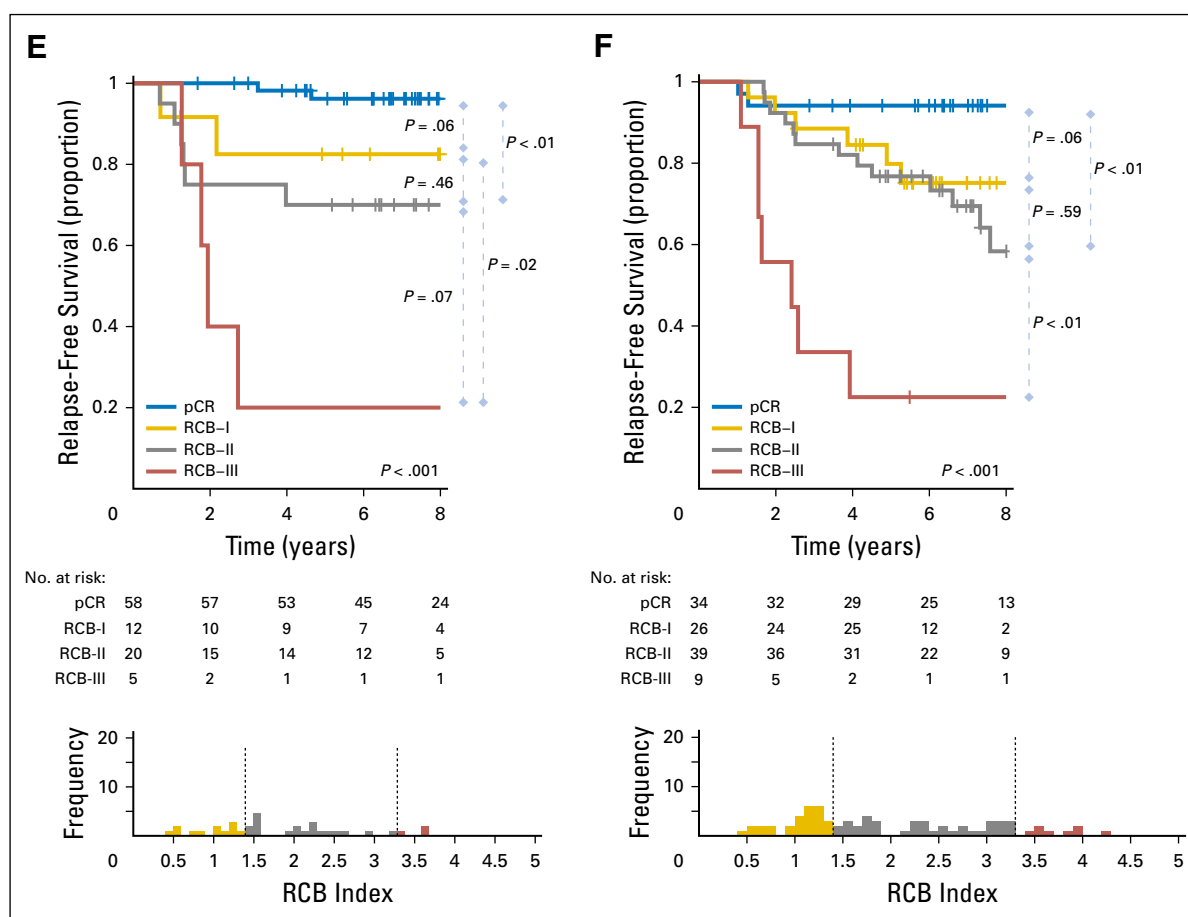 E
Relapse-Free Survival (proportion)
1
0.8
0.6
0.4
0.2
0
2
4
6
8
Time (years)
pCR
RCB–I
RCB–II
RCB–III
P < .001
P = .06
P < .01
P = .46
P = .02
P = .07
No. at risk:
pCR 58 57 53 45 24
RCB-I 12 10 9 7 4
RCB-II 20 15 14 12 5
RCB-III 5 2 1 1 1
Frequency
20
10
0
0.5 1 1.5 2 2.5 3 3.5 4 4.5 5
RCB Index
F
Relapse-Free Survival (proportion)
1
0.8
0.6
0.4
0.2
0
2
4
6
8
Time (years)
pCR
RCB–I
RCB–II
RCB–III
P < .001
P = .06
P < .01
P = .59
P < .01
No. at risk:
pCR 34 32 29 25 13
RCB-I 26 24 25 12 2
RCB-II 39 36 31 22 9
RCB-III 9 5 2 1 1
Frequency
20
10
0
0.5 1 1.5 2 2.5 3 3.5 4 4.5 5
RCB Index